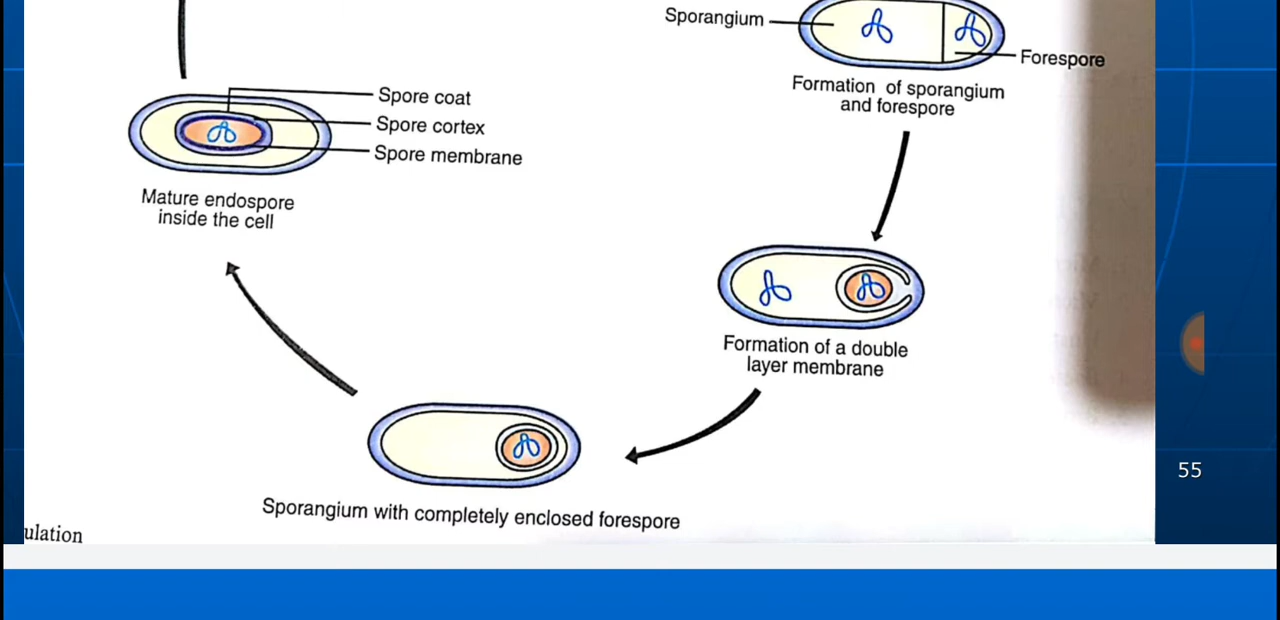 Sporangium
Forespore
Formation of sporangium
and forespore
Spore coat
Spore cortex
Spore membrane
Mature endospore
inside the cell
Formation of a double
layer membrane
Sporangium with completely enclosed forespore
ulation
55